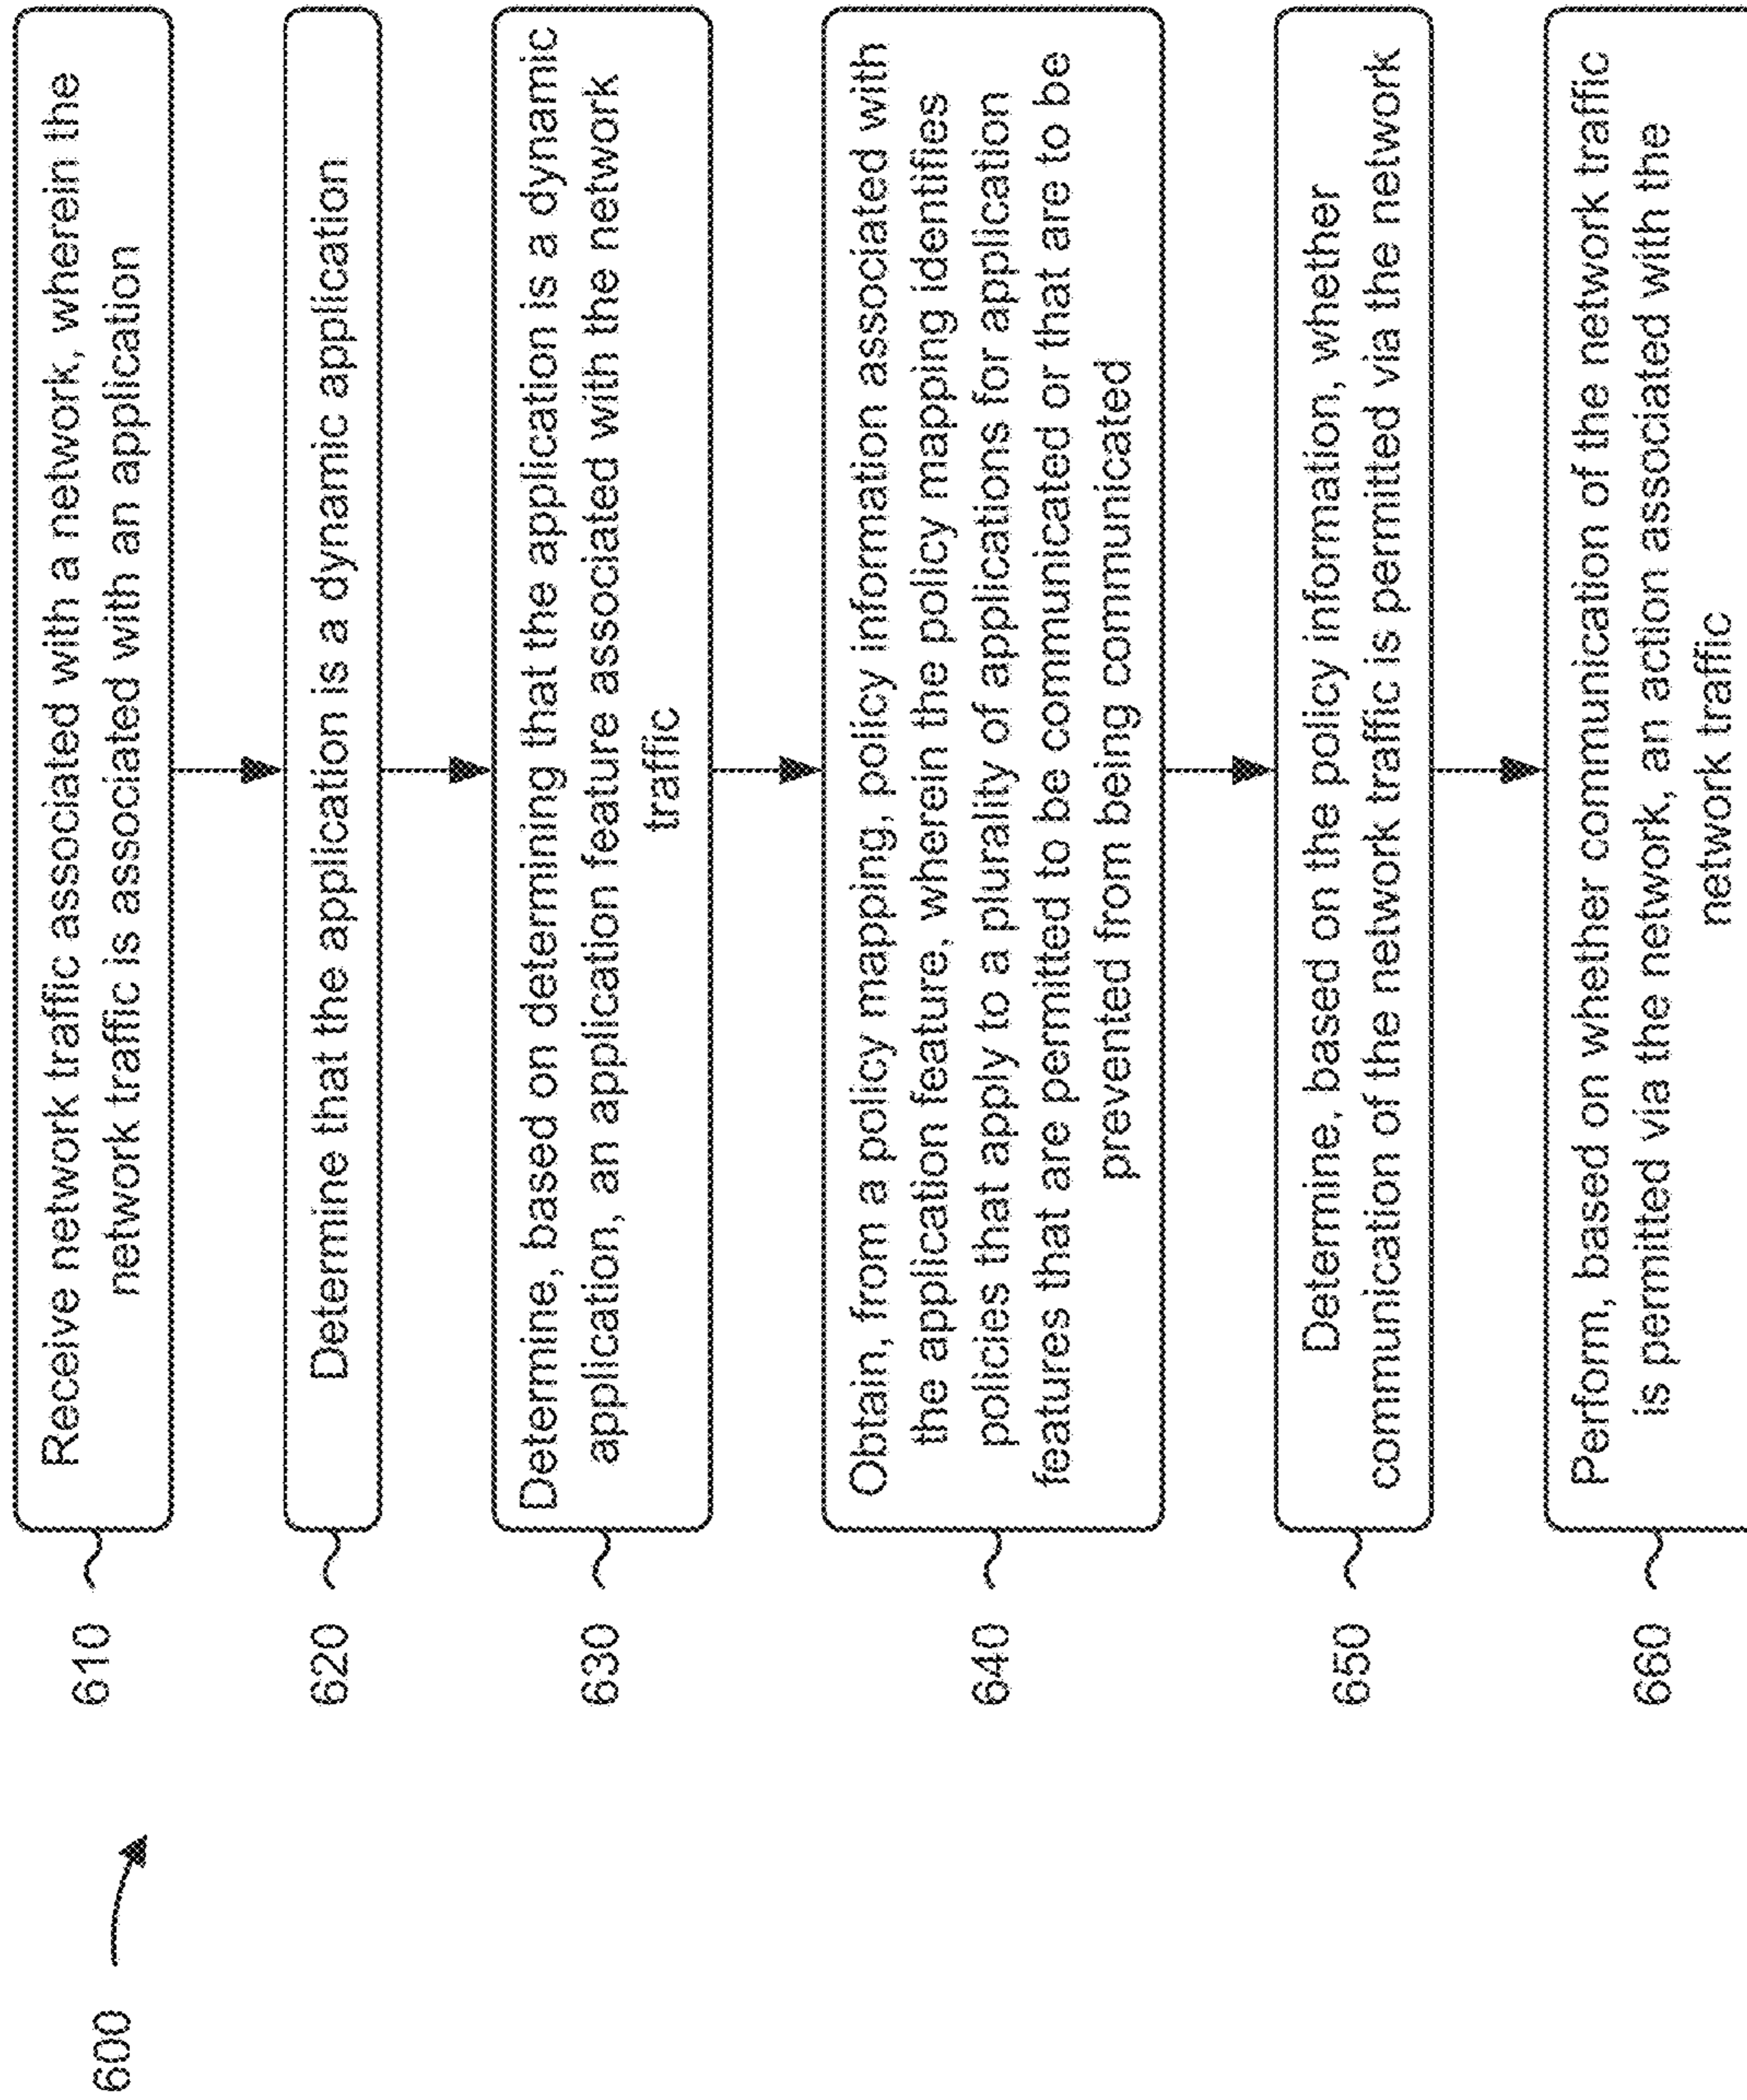 600
610
Receive network traffic associated with a network, wherein the
network traffic is associated with an application
620
Determine that the application is a dynamic application
630
Determine, based on determining that the application is a dynamic
application, an application feature associated with the network
traffic
640
Obtain, from a policy mapping, policy information associated with
the application feature, wherein the policy mapping identifies
policies that apply to a plurality of applications for application
features that are permitted to be communicated or that are to be
prevented from being communicated
650
Determine, based on the policy information, whether
communication of the network traffic is permitted via the network
660
Perform, based on whether communication of the network traffic
is permitted via the network, an action associated with the
network traffic